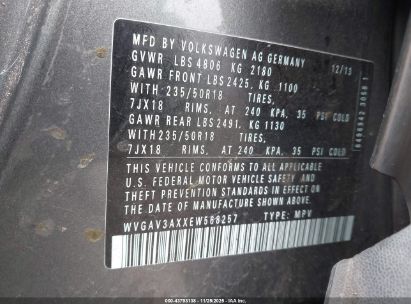 MFD BY VOLKSWAGEN AG GERMANY
GVWR LBS 4806 KG 2180 12/13
GAWR FRONT LBS 2425, KG 1100
WITH 235/50R18 TIRES,
7JX18 RIMS, AT 240 KPA, 35 PSI COLD
GAWR REAR LBS 2491, KG 1130
WITH 235/50R18 TIRES,
7JX18 RIMS, AT 240 KPA, 35 PSI COLD
THIS VEHICLE CONFORMS TO ALL APPLICABLE
U.S. FEDERAL MOTOR VEHICLE SAFETY AND
THEFT PREVENTION STANDARDS IN EFFECT
ON THE DATE OF MANUFACTURE SHOWN ABOVE
WVGAV3AXXEW588257 TYPE: MPV